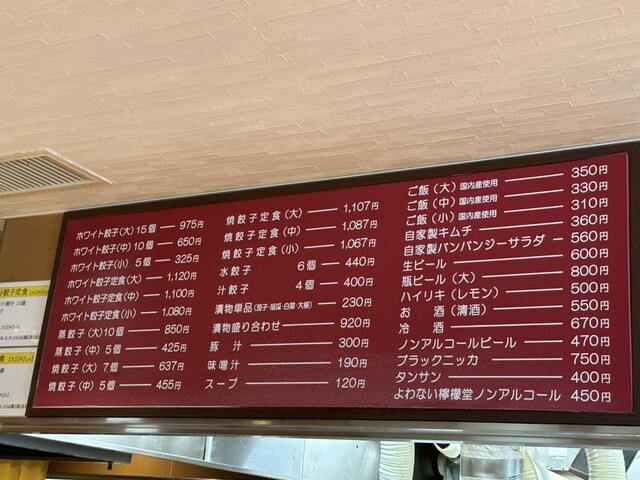 ホワイト餃子(大)15個 975円
ホワイト餃子(中)10個 650円
ホワイト餃子(小)5個 325円
ホワイト餃子定食(大) 1,120円
ホワイト餃子定食(中) 1,100円
ホワイト餃子定食(小) 1,080円
蒸餃子(大)10個 850円
蒸餃子(中)5個 425円
焼餃子(大)7個 637円
焼餃子(中)5個 455円
焼餃子定食(大) 1,107円
焼餃子定食(中) 1,087円
焼餃子定食(小) 1,067円
水餃子 6個 440円
汁餃子 4個 400円
漬物単品(茄子・胡瓜・白菜・大根) 230円
漬物盛り合わせ 920円
豚汁 300円
味噌汁 190円
スープ 120円
ご飯(大)国内産使用 350円
ご飯(中)国内産使用 330円
ご飯(小)国内産使用 310円
自家製キムチ 360円
自家製バンバンジーサラダ 560円
生ビール 600円
瓶ビール(大) 800円
ハイリキ(レモン) 500円
お酒(清酒) 550円
冷酒 670円
ノンアルコールビール 470円
ブラックニッカ 750円
タンサン 400円
よわない檸檬堂ノンアルコール 450円